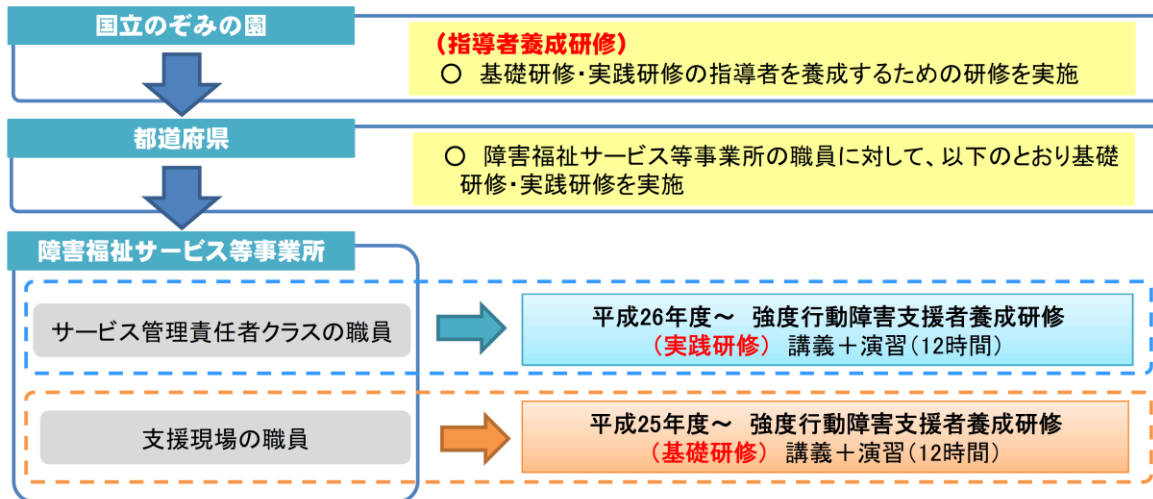 国立のぞみの園
(指導者養成研修)
〇 基礎研修・実践研修の指導者を養成するための研修を実施
都道府県
〇 障害福祉サービス等事業所の職員に対して、以下のとおり基礎
研修・実践研修を実施
障害福祉サービス等事業所
サービス管理責任者クラスの職員
平成26年度～ 強度行動障害支援者養成研修
(実践研修) 講義＋演習(12時間)
支援現場の職員
平成25年度～ 強度行動障害支援者養成研修
(基礎研修) 講義＋演習(12時間)